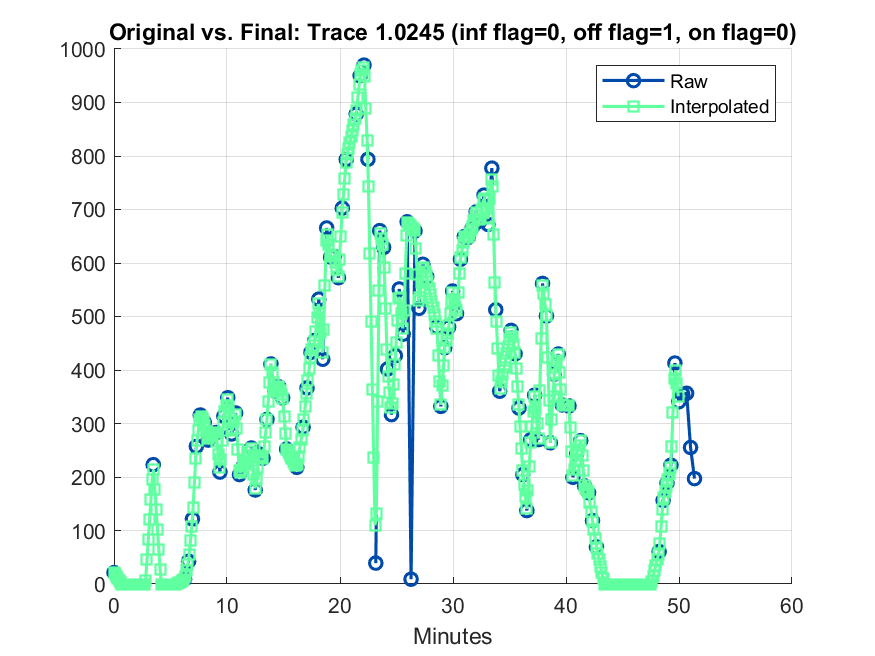 Original vs. Final: Trace 1.0245 (inf flag=0, off flag=1, on flag=0)
1000
900
800
700
600
500
400
300
200
100
0
Raw
Interpolated
0 10 20 30 40 50 60
Minutes